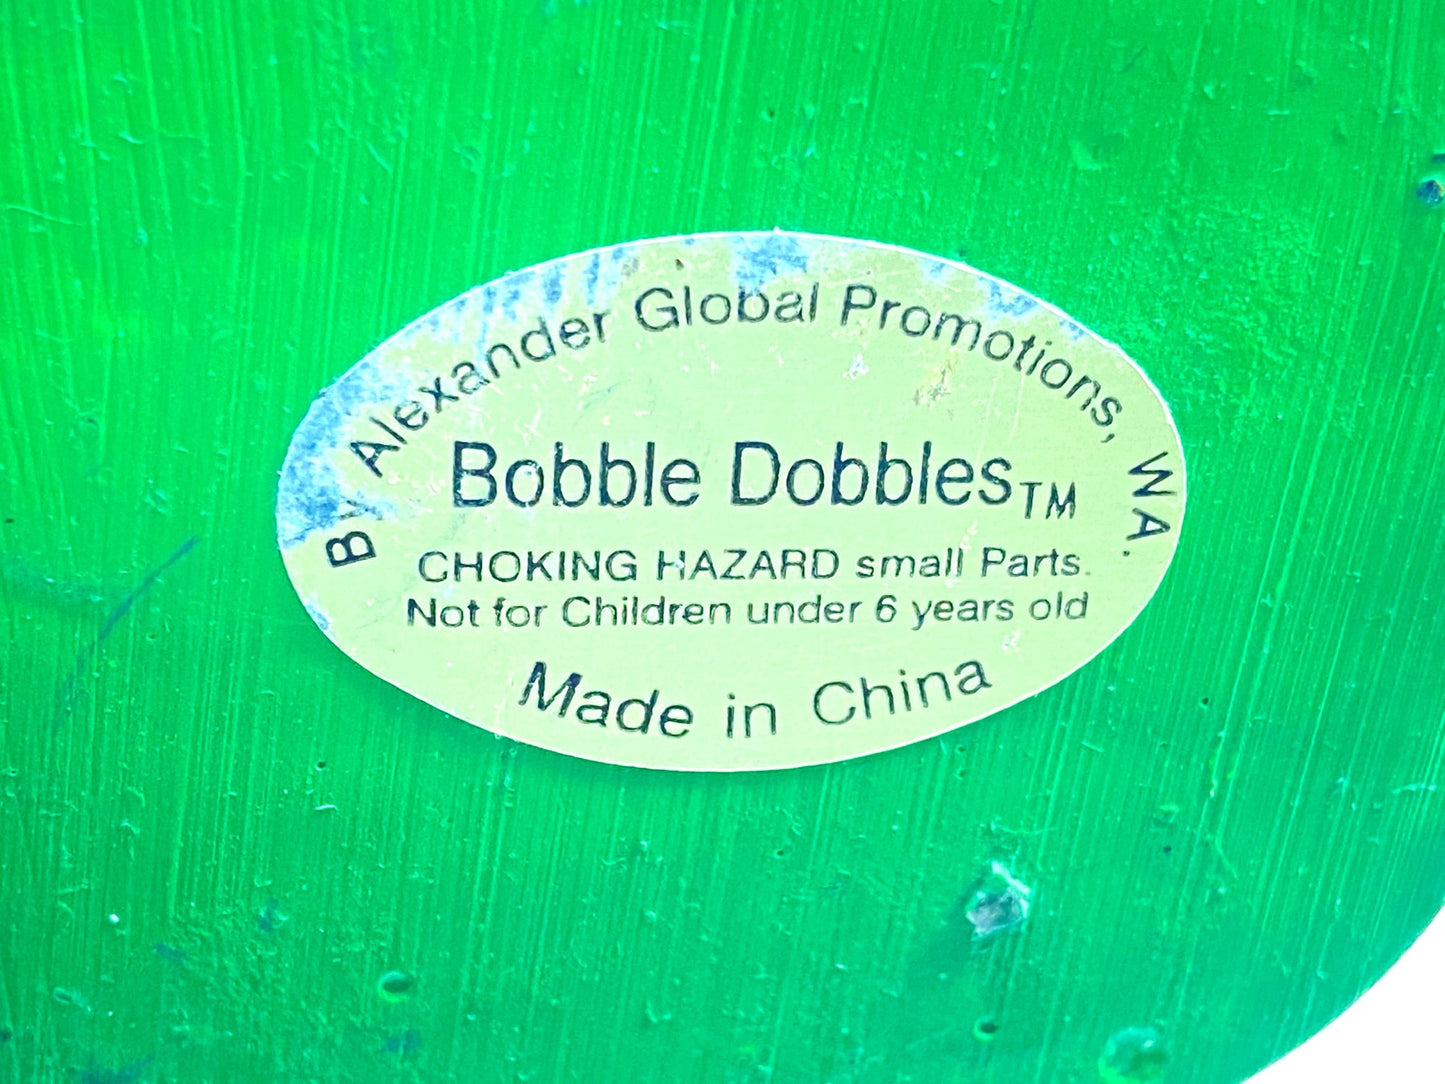 By Alexander Global Promotions, WA.
Bobble Dobbles TM
CHOKING HAZARD small Parts.
Not for Children under 6 years old
Made in China